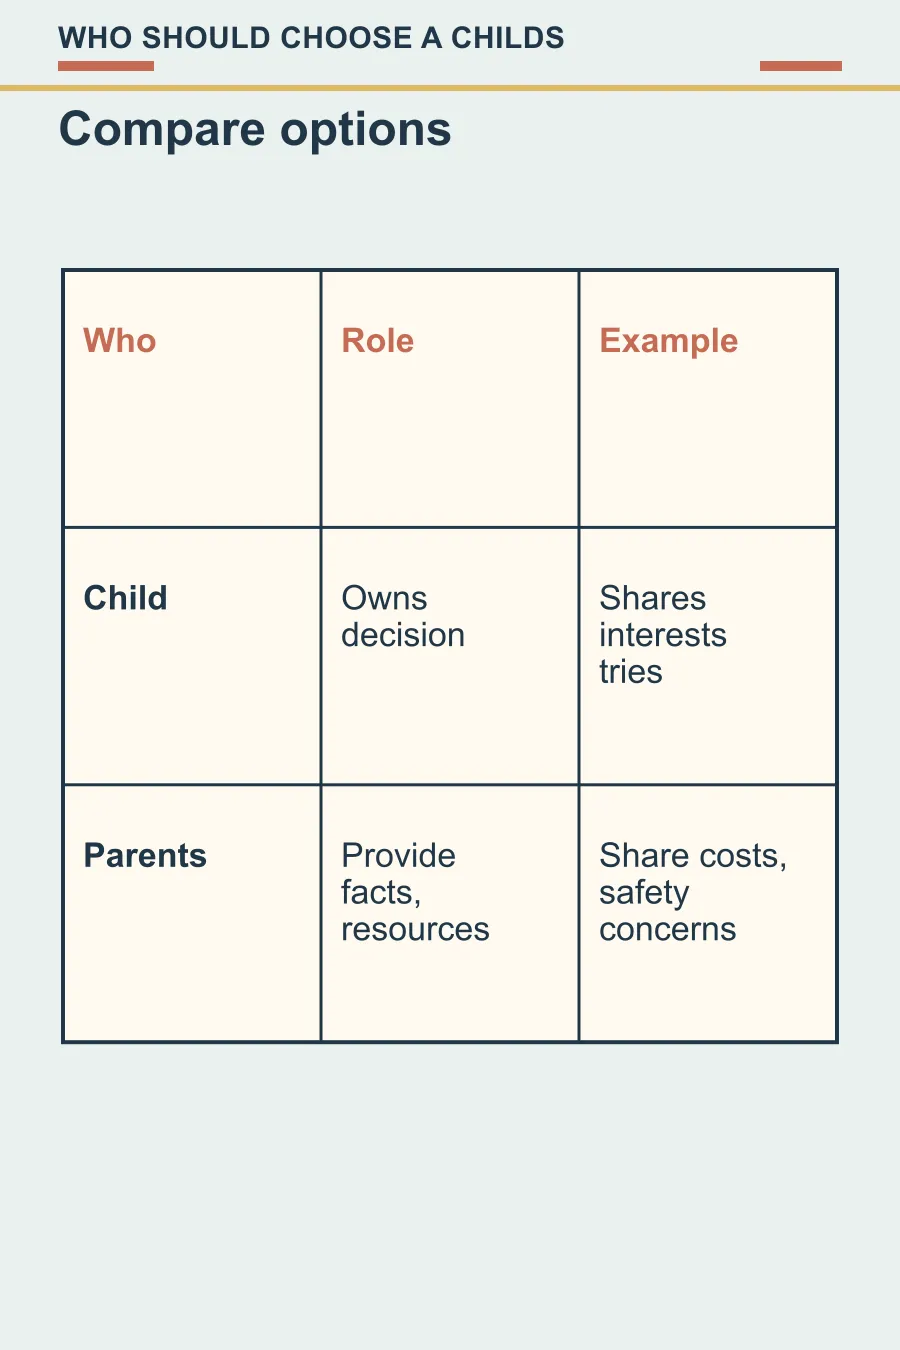 WHO SHOULD CHOOSE A CHILDS
Compare options
Who
Role
Example
Child
Owns
decision
Shares
interests
tries
Parents
Provide
facts,
resources
Share costs,
safety
concerns